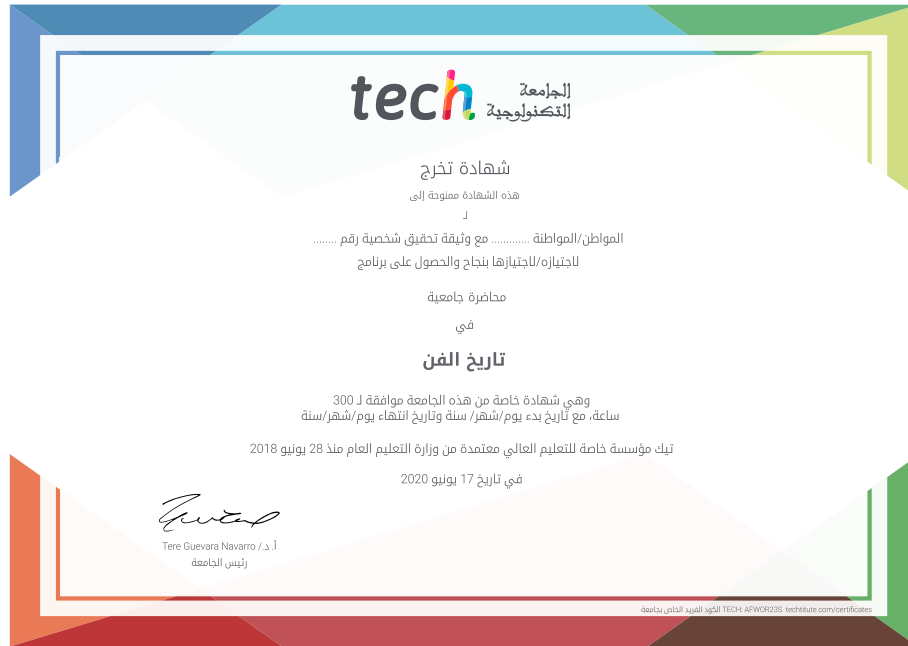 tech الجامعة
التكنولوجية
شهادة تخرج
هذه الشهادة ممنوحة إلى
لـ
المواطن/المواطنة ............. مع وثيقة تحقيق شخصية رقم ........
لاجتيازه/لاجتيازها بنجاح والحصول على برنامج
محاضرة جامعية
في
تاريخ الفن
وهي شهادة خاصة من هذه الجامعة موافقة لـ 300
ساعة، مع تاريخ بدء يوم/شهر/ سنة وتاريخ انتهاء يوم/شهر/سنة
تيك مؤسسة خاصة للتعليم العالي معتمدة من وزارة التعليم العام منذ 28 يونيو 2018
في تاريخ 17 يونيو 2020
أ. د./ Tere Guevara Navarro
رئيس الجامعة
الكود الفريد الخاص بجامعة TECH: AFWOR23S techtitute.com/certificates